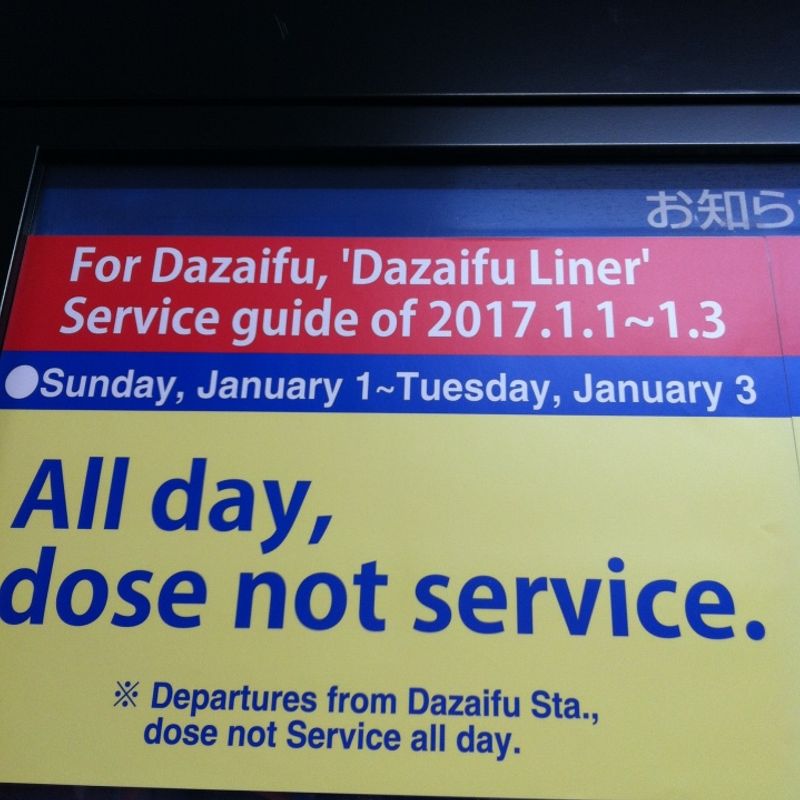 お知ら
For Dazaifu, 'Dazaifu Liner'
Service guide of 2017.1.1~1.3
●Sunday, January 1~Tuesday, January 3
All day,
dose not service.
※ Departures from Dazaifu Sta.,
dose not Service all day.